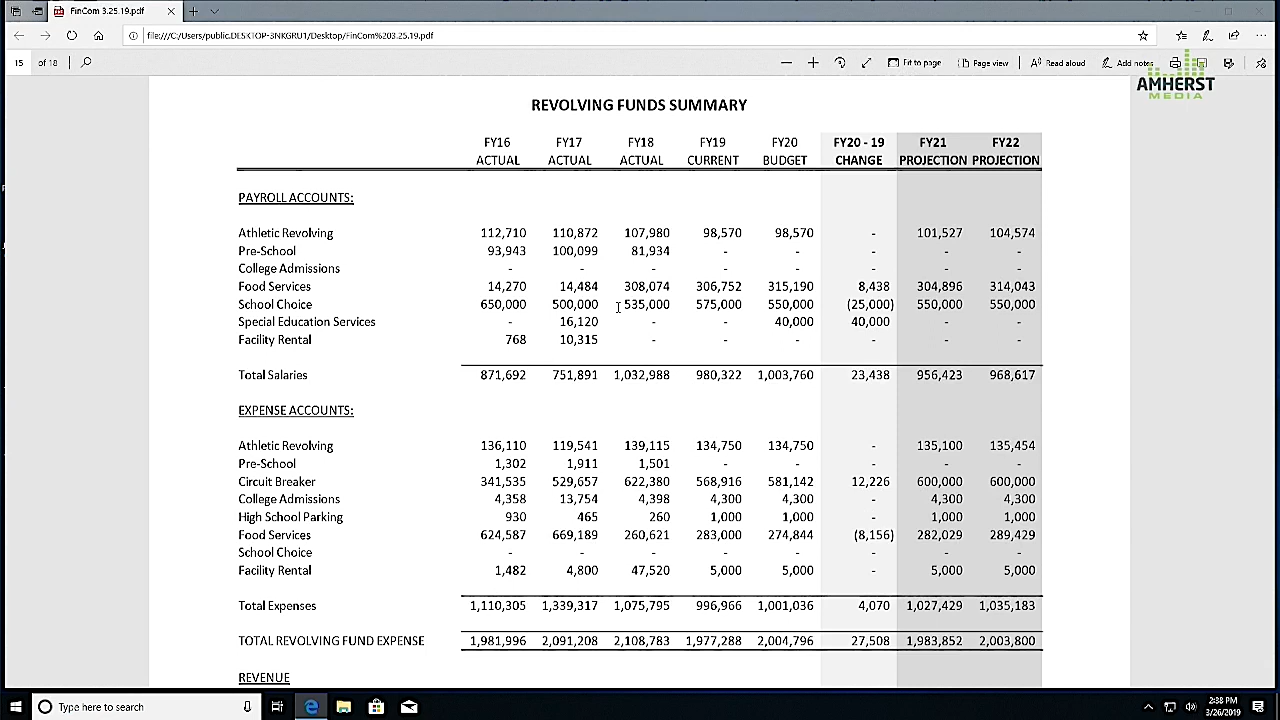 FinCom 3.25.19.pdf
file:///C:/Users/public.DESKTOP-3NKGRU1/Desktop/FinCom%203.25.19.pdf
15 of 18 Fit to page Page view Read aloud Add notes
AMHERST
MEDIA
REVOLVING FUNDS SUMMARY
FY16 FY17 FY18 FY19 FY20 FY20 - 19 FY21 FY22
ACTUAL ACTUAL ACTUAL CURRENT BUDGET CHANGE PROJECTION PROJECTION
PAYROLL ACCOUNTS:
Athletic Revolving 112,710 110,872 107,980 98,570 98,570 - 101,527 104,574
Pre-School 93,943 100,099 81,934 - - - - -
College Admissions - - - - - - - -
Food Services 14,270 14,484 308,074 306,752 315,190 8,438 304,896 314,043
School Choice 650,000 500,000 535,000 575,000 550,000 (25,000) 550,000 550,000
Special Education Services - 16,120 - - 40,000 40,000 - -
Facility Rental 768 10,315 - - - - - -
Total Salaries 871,692 751,891 1,032,988 980,322 1,003,760 23,438 956,423 968,617
EXPENSE ACCOUNTS:
Athletic Revolving 136,110 119,541 139,115 134,750 134,750 - 135,100 135,454
Pre-School 1,302 1,911 1,501 - - - - -
Circuit Breaker 341,535 529,657 622,380 568,916 581,142 12,226 600,000 600,000
College Admissions 4,358 13,754 4,398 4,300 4,300 - 4,300 4,300
High School Parking 930 465 260 1,000 1,000 - 1,000 1,000
Food Services 624,587 669,189 260,621 283,000 274,844 (8,156) 282,029 289,429
School Choice - - - - - - - -
Facility Rental 1,482 4,800 47,520 5,000 5,000 - 5,000 5,000
Total Expenses 1,110,305 1,339,317 1,075,795 996,966 1,001,036 4,070 1,027,429 1,035,183
TOTAL REVOLVING FUND EXPENSE 1,981,996 2,091,208 2,108,783 1,977,288 2,004,796 27,508 1,983,852 2,003,800
REVENUE
Type here to search
2:38 PM
3/26/2019